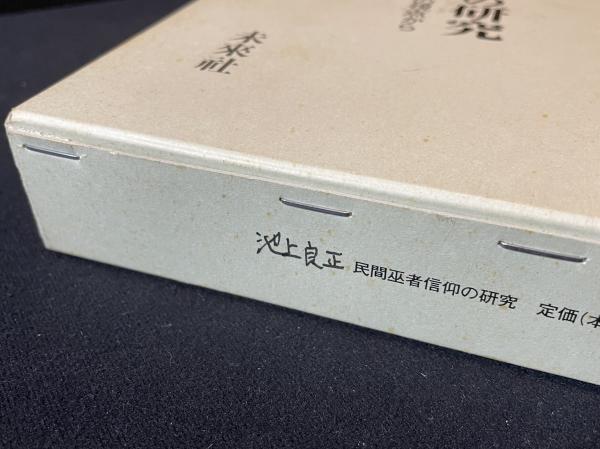 の研究
未來社
池上良正 民間巫者信仰の研究 定価(本